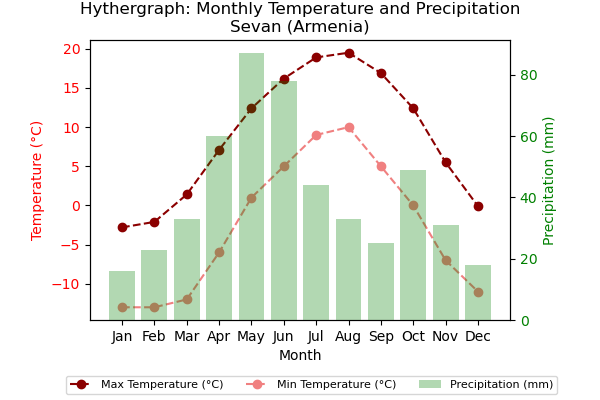 Hythergraph: Monthly Temperature and Precipitation
Sevan (Armenia)
Temperature (°C)
20
15
10
5
0
−5
−10
80
60
40
20
0
Precipitation (mm)
Jan Feb Mar Apr May Jun Jul Aug Sep Oct Nov Dec
Month
Max Temperature (°C) Min Temperature (°C) Precipitation (mm)